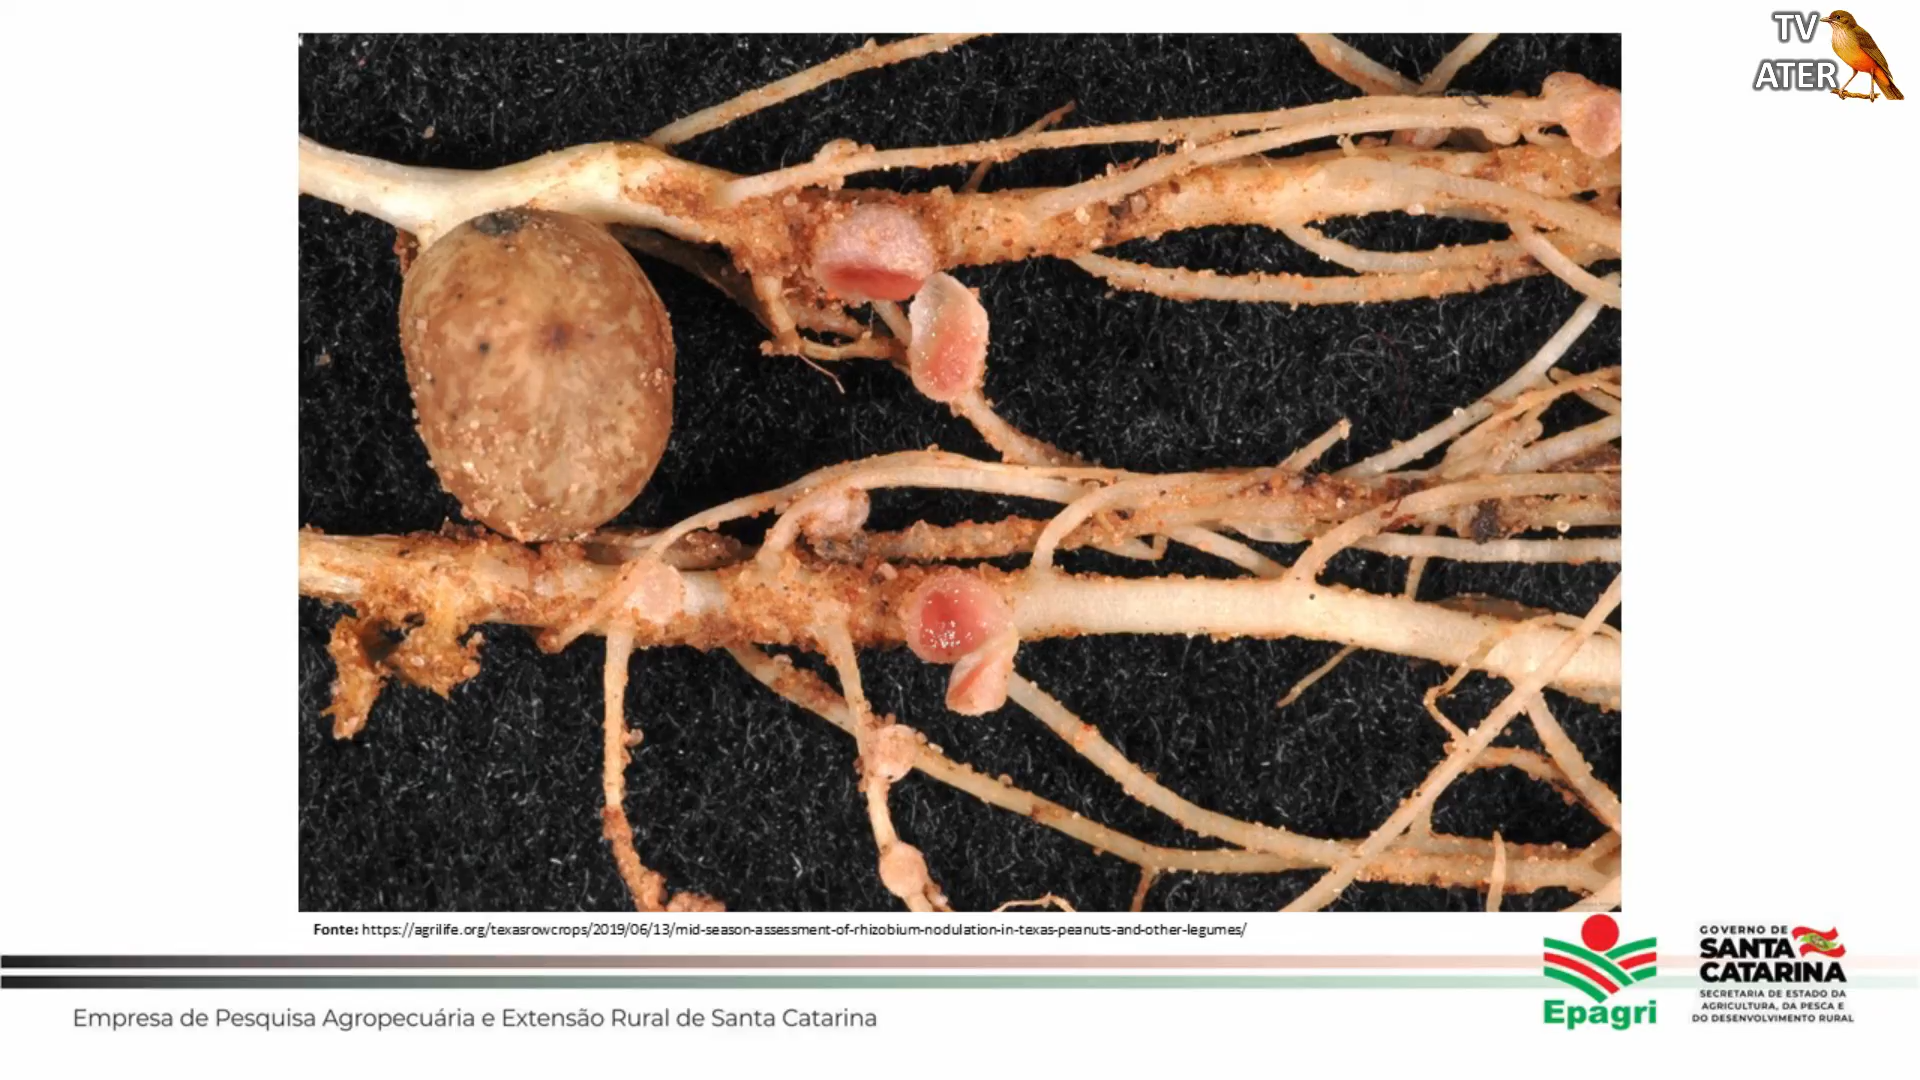 TV
ATER
Fonte: https://agrilife.org/texasrowcrops/2019/06/13/mid-season-assessment-of-rhizobium-nodulation-in-texas-peanuts-and-other-legumes/
Empresa de Pesquisa Agropecuária e Extensão Rural de Santa Catarina
Epagri
GOVERNO DE
SANTA
CATARINA
SECRETARIA DE ESTADO DA
AGRICULTURA, DA PESCA E
DO DESENVOLVIMENTO RURAL